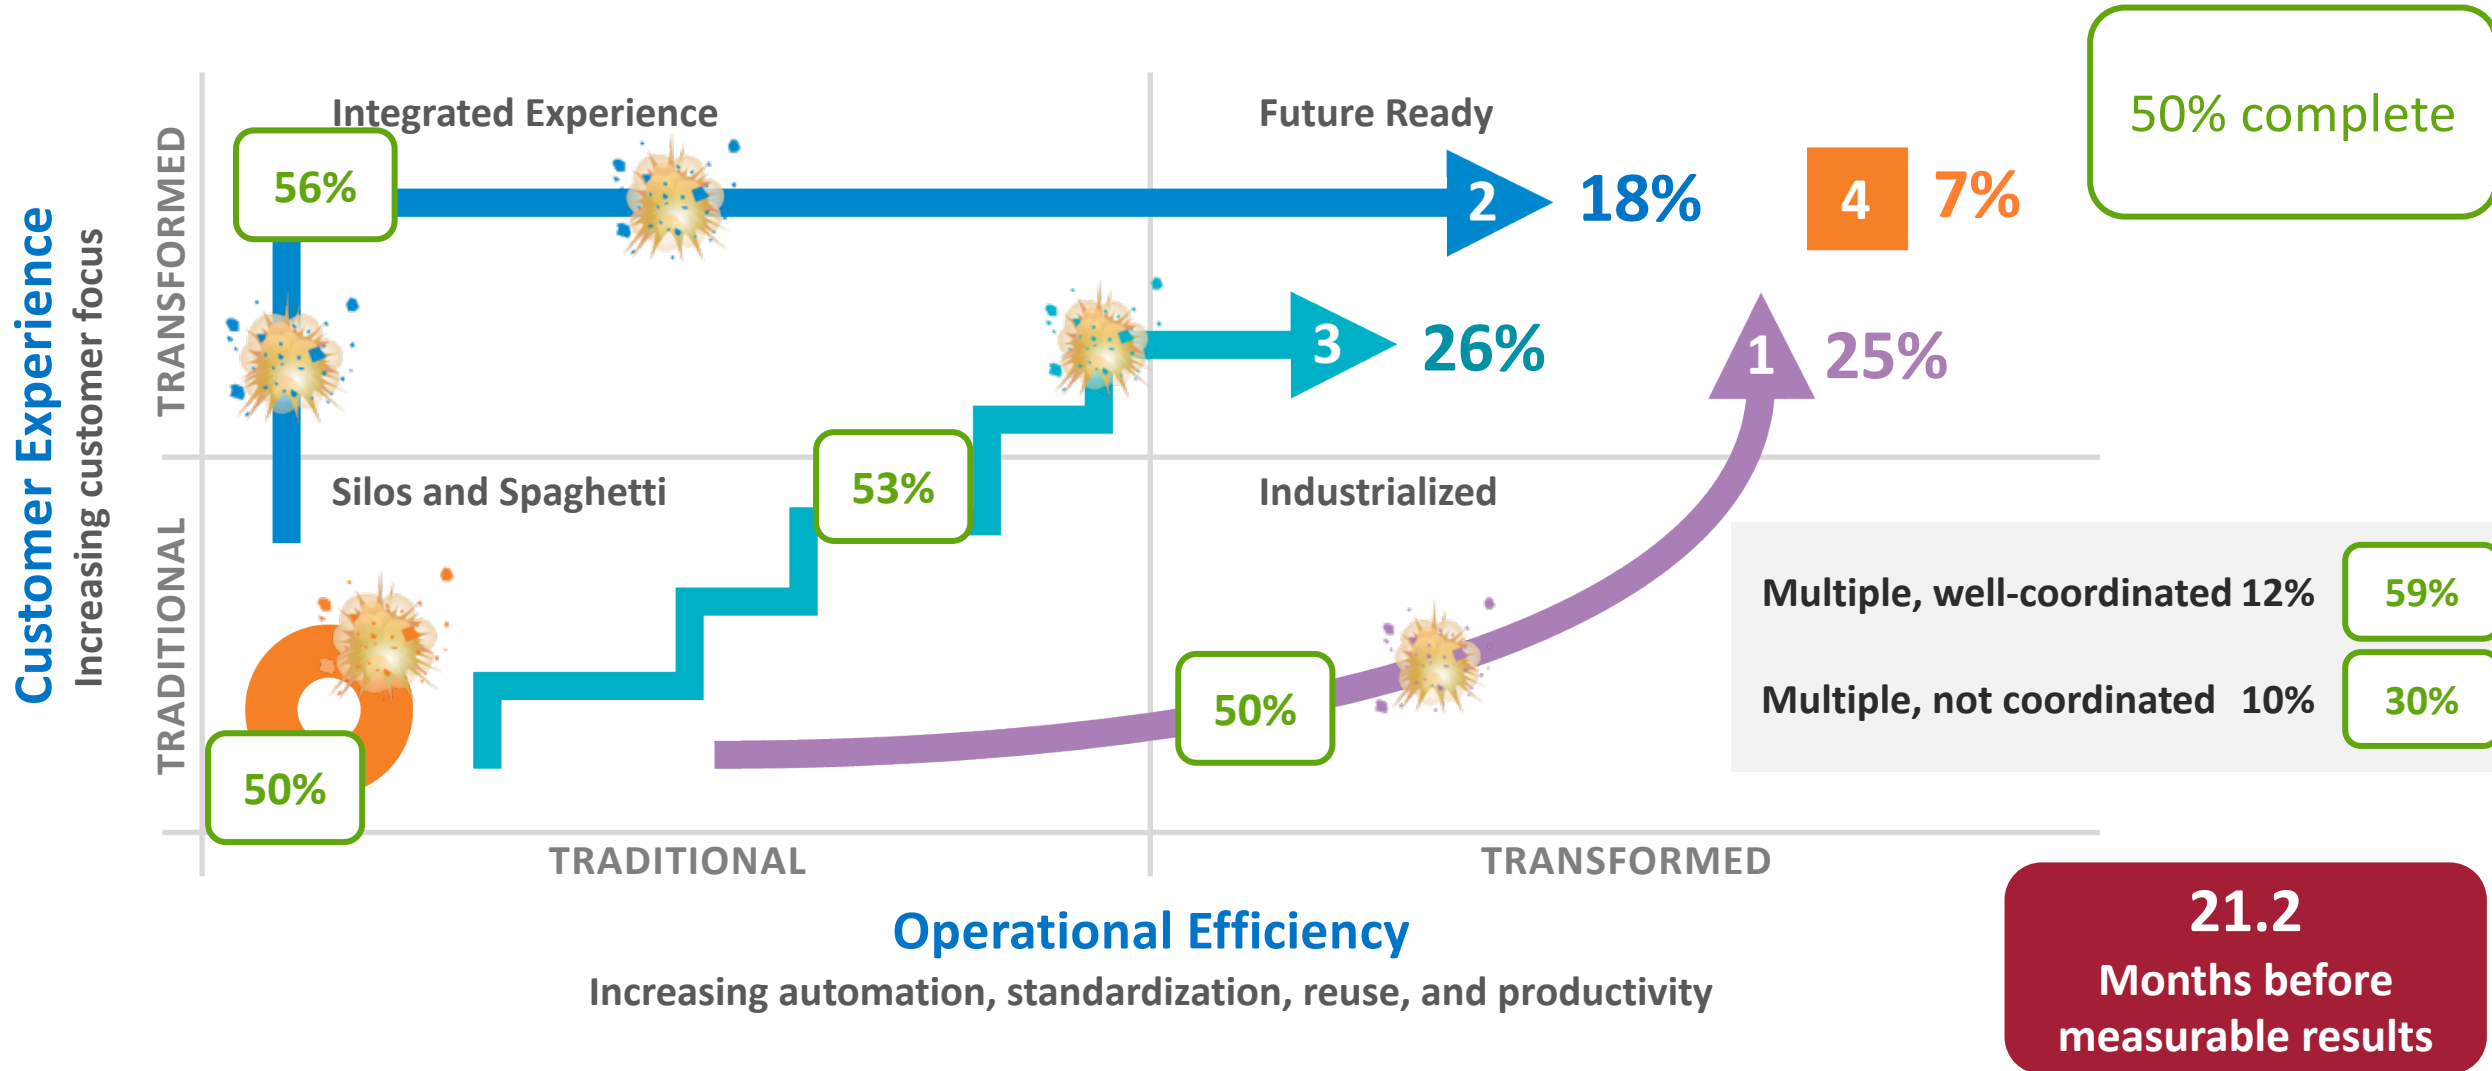 50% complete
Integrated Experience
Future Ready
56%
2
18%
4
7%
3
26%
1
25%
Customer Experience
Increasing customer focus
TRANSFORMED
TRADITIONAL
Silos and Spaghetti
53%
Industrialized
Multiple, well-coordinated 12% 59%
Multiple, not coordinated 10% 30%
50%
50%
TRADITIONAL
TRANSFORMED
Operational Efficiency
Increasing automation, standardization, reuse, and productivity
21.2
Months before
measurable results